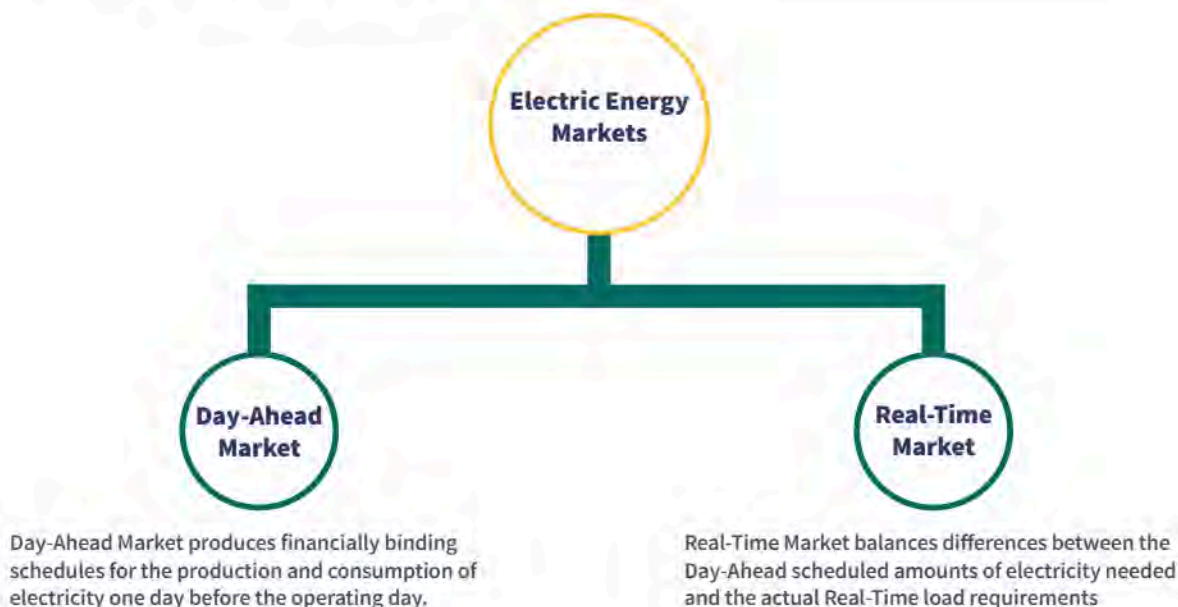 Electric Energy
Markets
Day-Ahead
Market
Real-Time
Market
Day-Ahead Market produces financially binding
schedules for the production and consumption of
electricity one day before the operating day.
Real-Time Market balances differences between the
Day-Ahead scheduled amounts of electricity needed
and the actual Real-Time load requirements